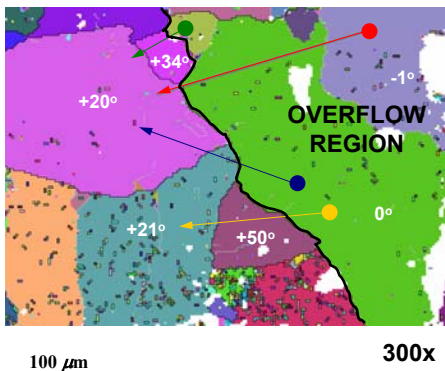 +34°
-1°
+20°
OVERFLOW
REGION
0°
+21°
+50°
100 µm
300x